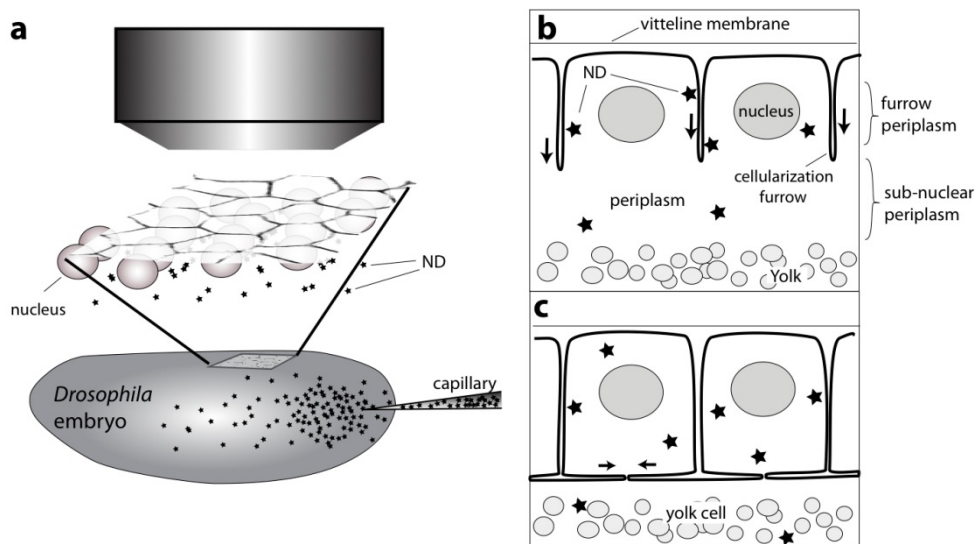 a
ND
nucleus
Drosophila
embryo
capillary
b
vitteline membrane
ND
nucleus
furrow
periplasm
cellularization
furrow
periplasm
sub-nuclear
periplasm
Yolk
c
yolk cell